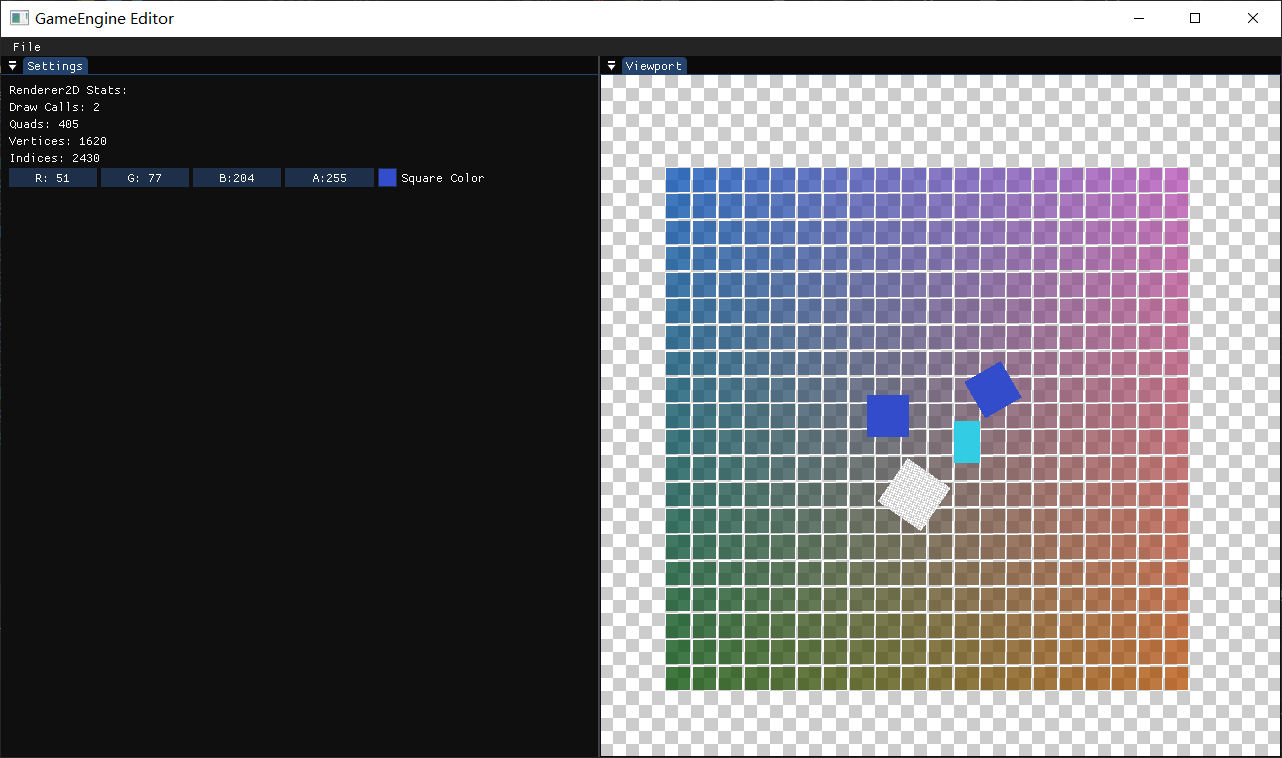 GameEngine Editor
File
Settings
Viewport
Renderer2D Stats:
Draw Calls: 2
Quads: 405
Vertices: 1620
Indices: 2430
R: 51 G: 77 B:204 A:255 Square Color